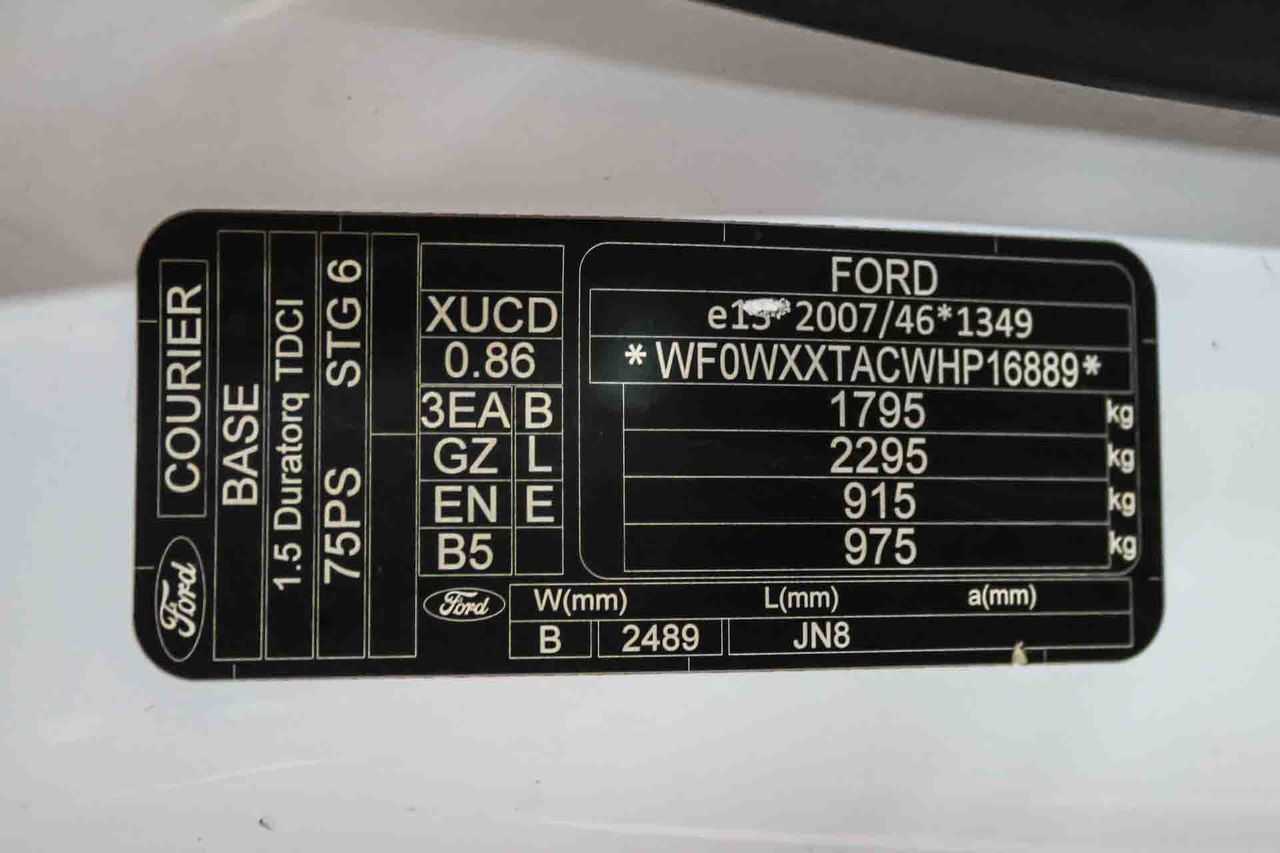 COURIER
Ford
BASE
1.5 Duratorq TDCI
75PS STG 6
XUCD
0.86
3EA B
GZ L
EN E
B5
Ford
FORD
2007/46*1349
*WF0WXXTACWHP16889*
1795 kg
2295 kg
915 kg
975 kg
W(mm) L(mm) a(mm)
B 2489 JN8